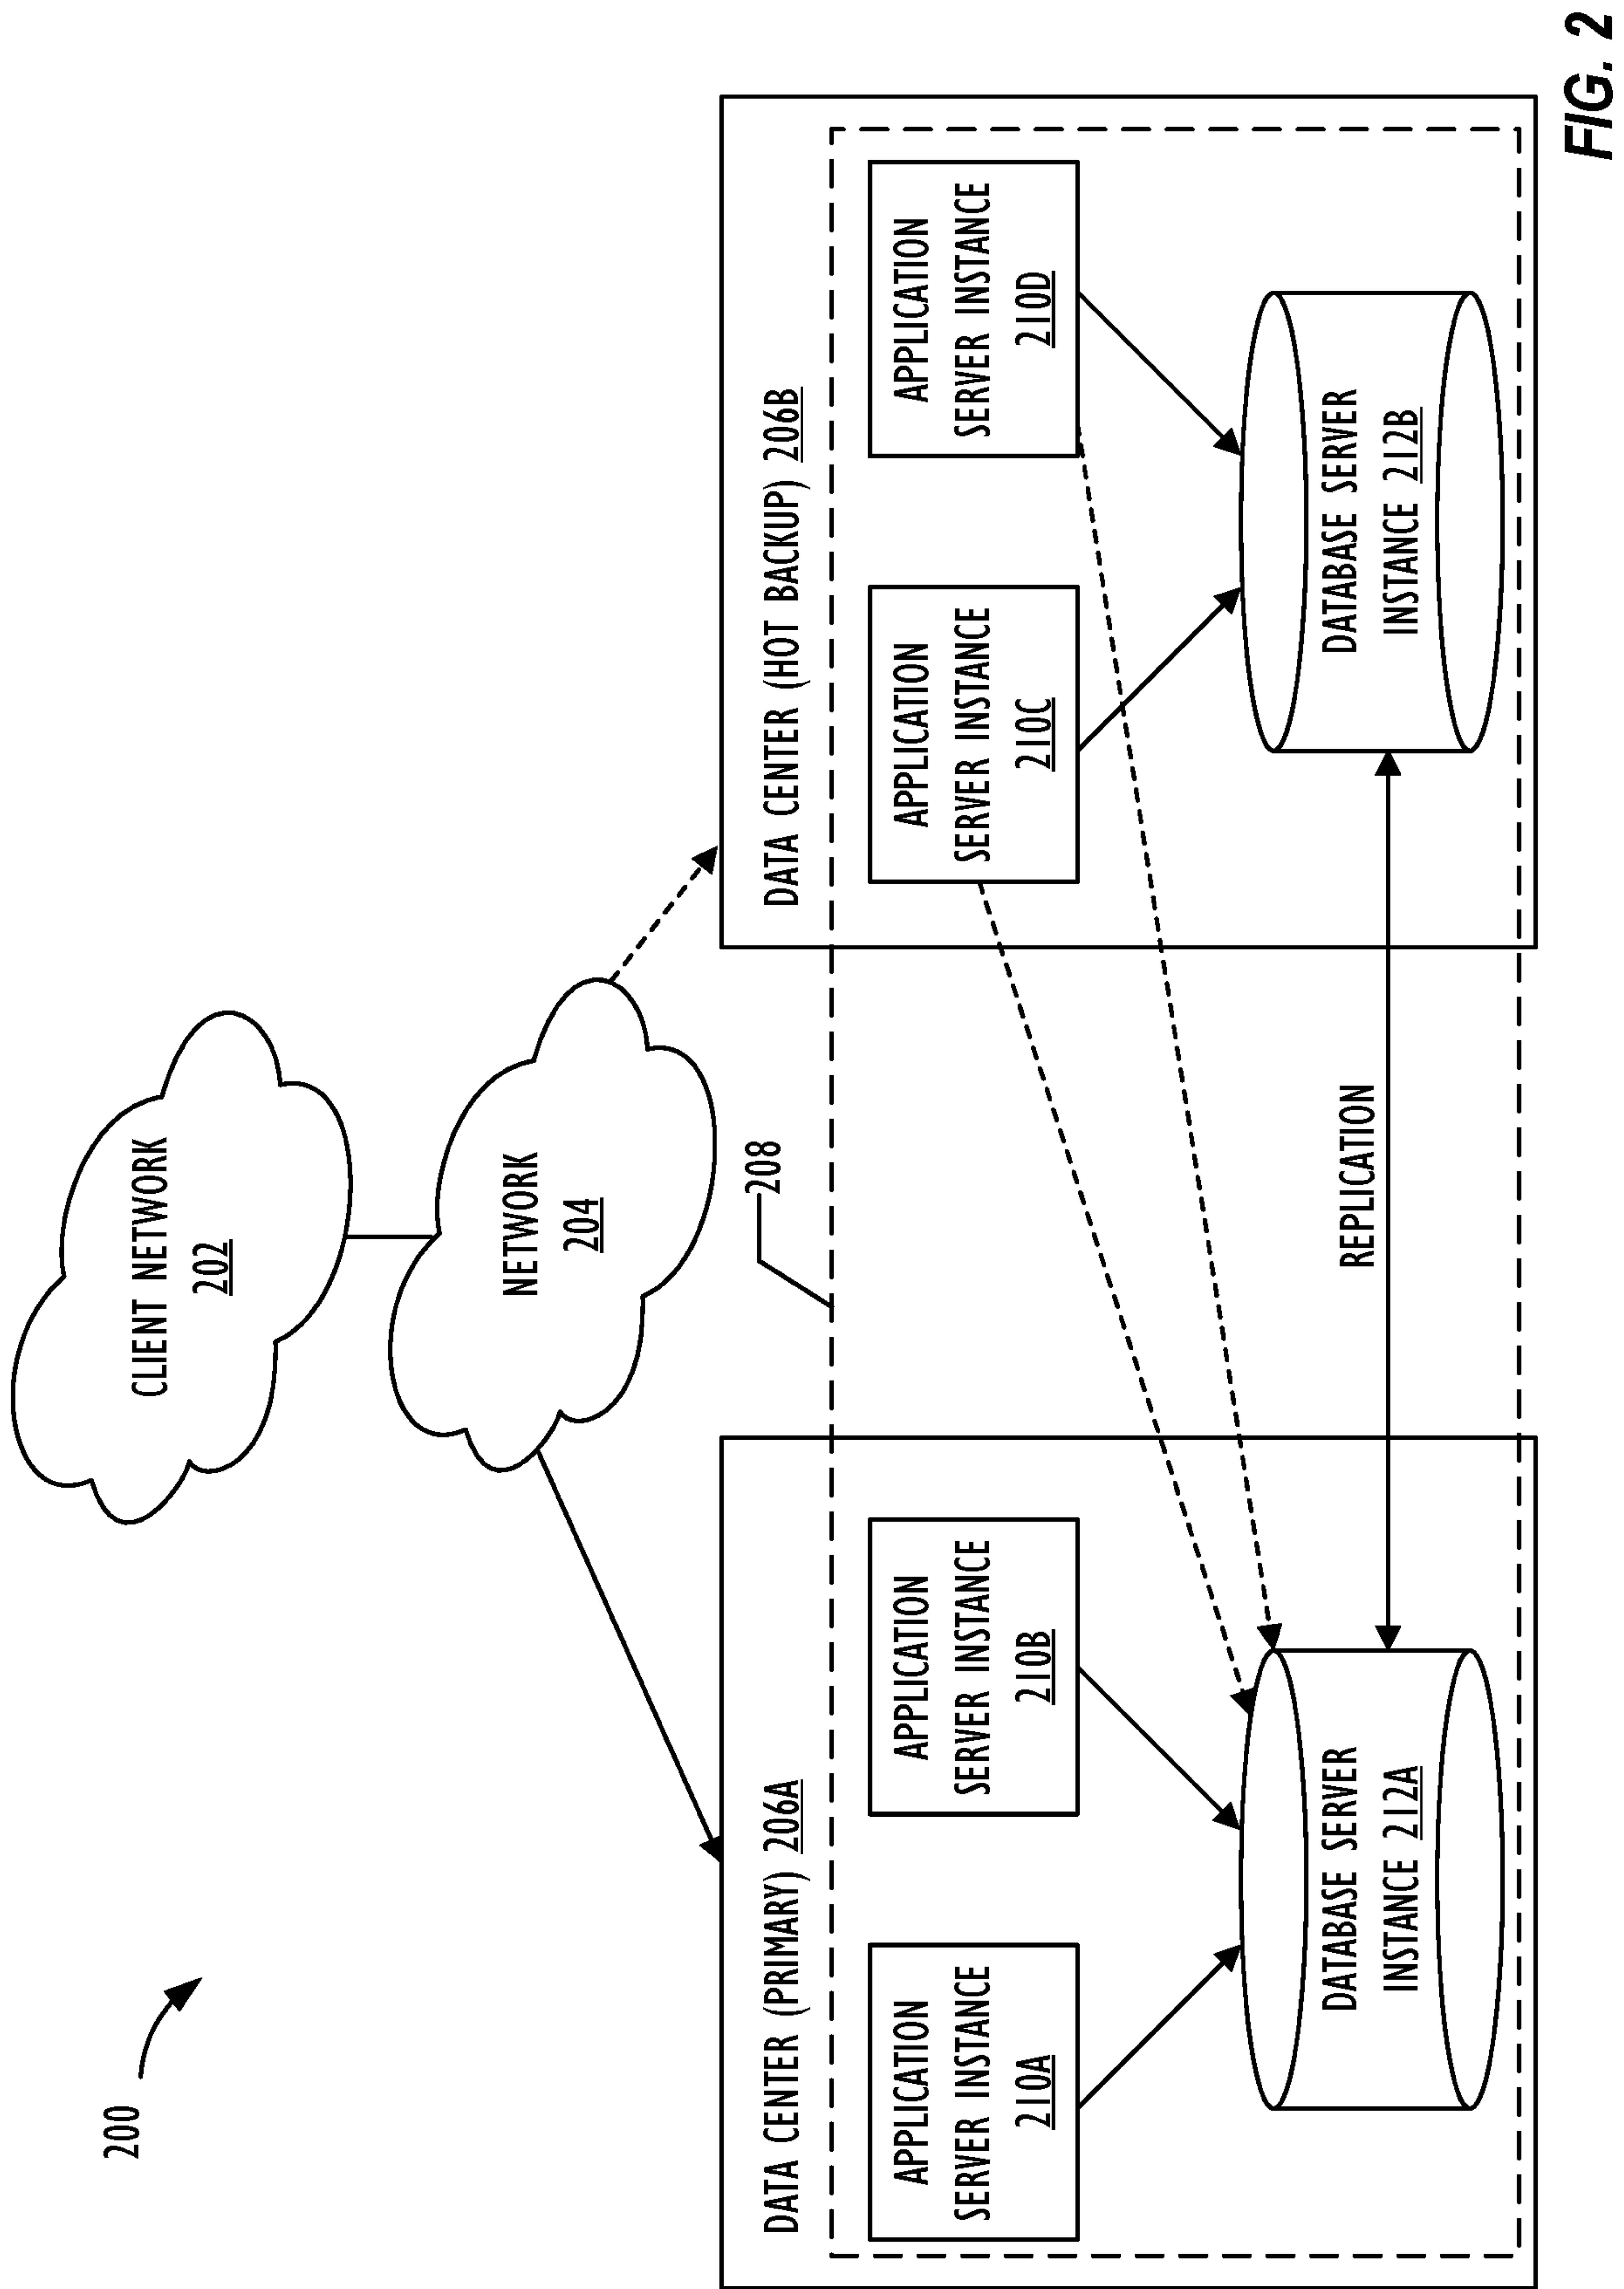 200
CLIENT NETWORK
202
NETWORK
204
208
DATA CENTER (PRIMARY) 206A
APPLICATION
SERVER INSTANCE
210A
APPLICATION
SERVER INSTANCE
210B
DATABASE SERVER
INSTANCE 212A
REPLICATION
DATA CENTER (HOT BACKUP) 206B
APPLICATION
SERVER INSTANCE
210C
APPLICATION
SERVER INSTANCE
210D
DATABASE SERVER
INSTANCE 212B
FIG. 2